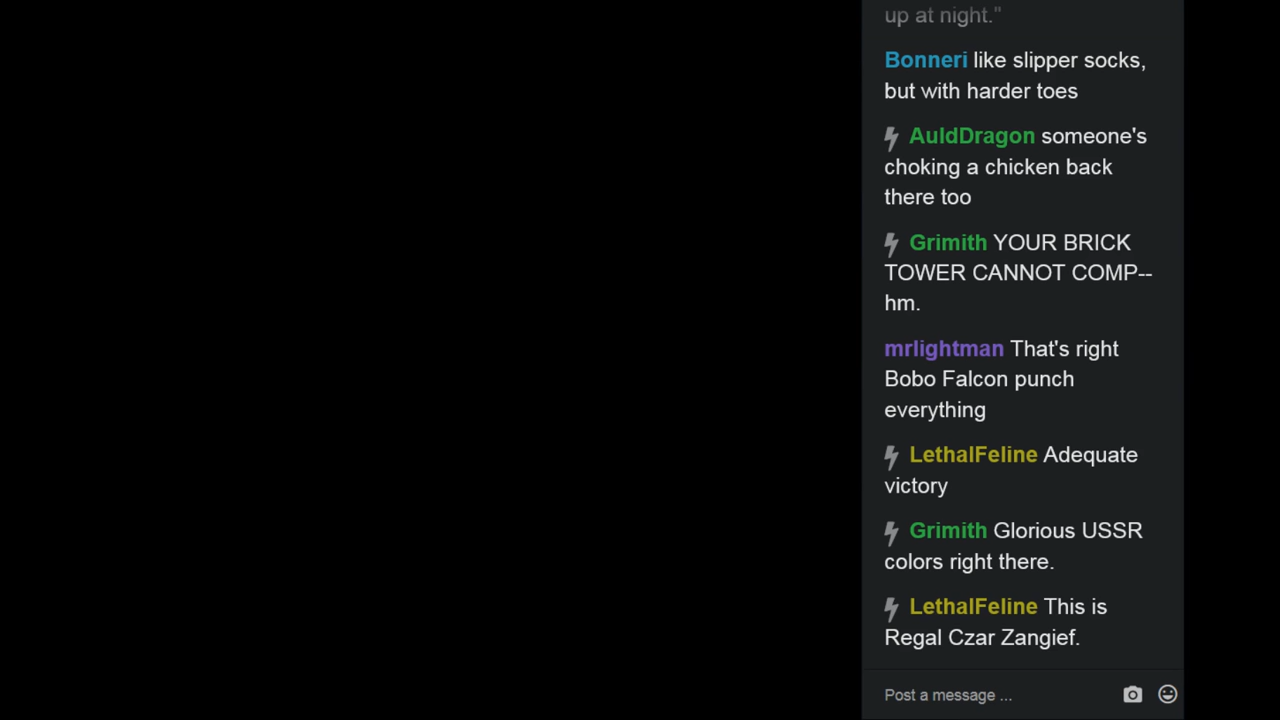 up at night."
Bonneri like slipper socks,
but with harder toes
AuldDragon someone's
choking a chicken back
there too
Grimith YOUR BRICK
TOWER CANNOT COMP--
hm.
mrlightman That's right
Bobo Falcon punch
everything
LethalFeline Adequate
victory
Grimith Glorious USSR
colors right there.
LethalFeline This is
Regal Czar Zangief.
Post a message ...